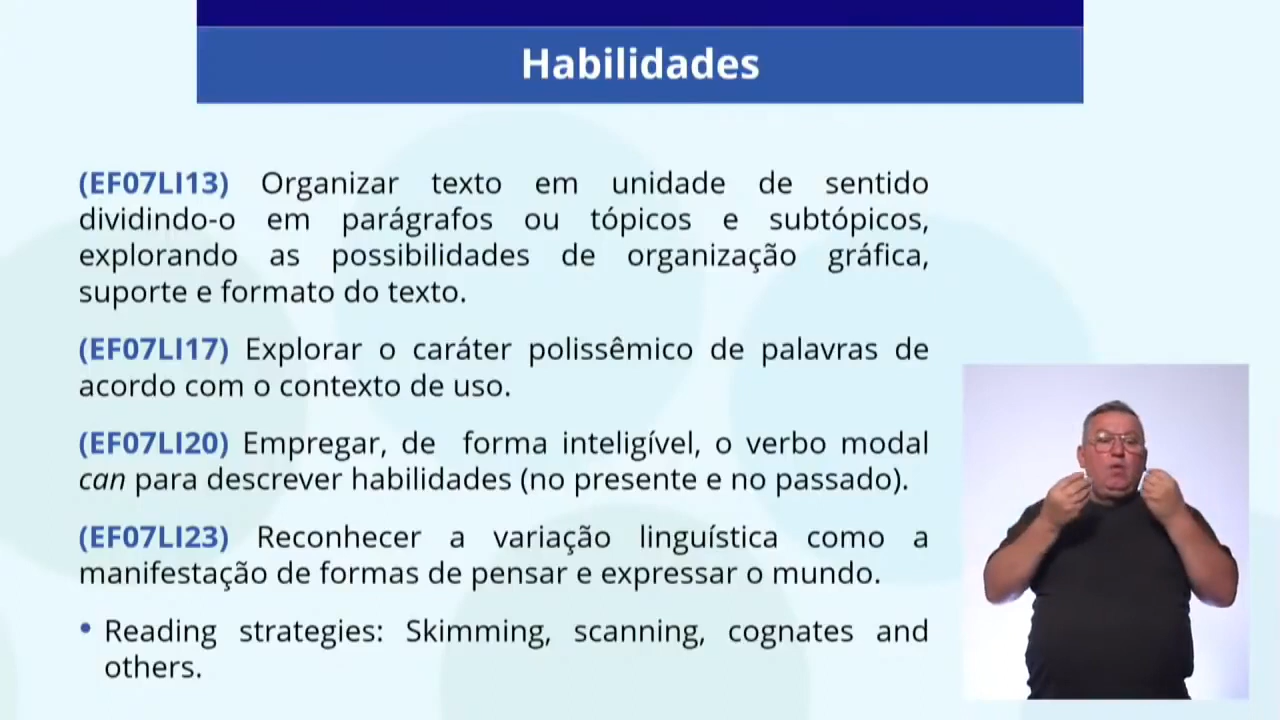 Habilidades
(EF07LI13) Organizar texto em unidade de sentido
dividindo-o em parágrafos ou tópicos e subtópicos,
explorando as possibilidades de organização gráfica,
suporte e formato do texto.
(EF07LI17) Explorar o caráter polissêmico de palavras de
acordo com o contexto de uso.
(EF07LI20) Empregar, de forma inteligível, o verbo modal
can para descrever habilidades (no presente e no passado).
(EF07LI23) Reconhecer a variação linguística como a
manifestação de formas de pensar e expressar o mundo.
• Reading strategies: Skimming, scanning, cognates and
others.